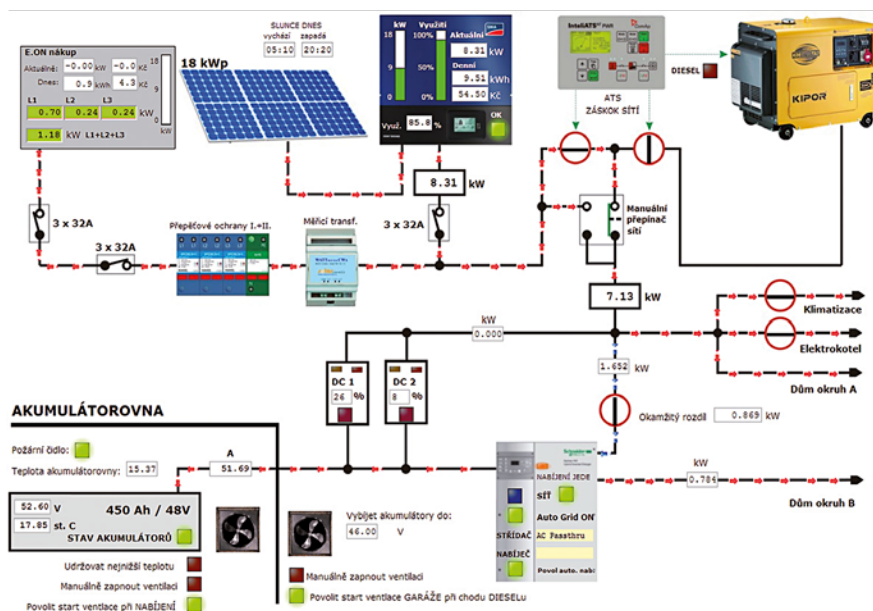 E.ON nákup
Aktuálně: -0.00 kW -0.0 Kč
Dnes: 0.9 kWh 4.3 Kč
L1 L2 L3
0.70 0.24 0.24 kW
1.18 kW L1+L2+L3
18
9
0
kW
18 kWp
SLUNCE DNES
vychází zapadá
05:10 20:20
kW Využití
18 100%
9 50%
0 0%
Aktuální
8.31 kW
Denní
9.51 kWh
54.50 Kč
Využ. 85.8 %
OK
8.31 kW
InteliATS PWR
ATS
ZÁSKOK SÍTÍ
DIESEL
KIPOR
3 x 32A
3 x 32A
Přepěťové ochrany I.+II.
Měřicí transf.
3 x 32A
Manuální
přepínač
sítí
7.13 kW
kW
0.000
Klimatizace
Elektrokotel
Dům okruh A
1.652
kW
DC 1
26 %
DC 2
8 %
Okamžitý rozdíl 0.869 kW
AKUMULÁTOROVNA
Požární čidlo:
Teplota akumulátorovny: 15.37
A
51.69
52.60 V
450 Ah / 48V
17.85 st. C
STAV AKUMULÁTORŮ
Udržovat nejnižší teplotu
Manuálně zapnout ventilaci
Povolit start ventilace při NABÍJENÍ
Vybíjet akumulátory do:
46.00 V
Manuálně zapnout ventilaci
Povolit start ventilace GARÁŽE při chodu DIESELu
Schneider
NABÍJENÍ JEDE
SÍŤ
Auto Grid ON
STŘÍDAČ
AC Passthru
NABÍJEČ
Povol auto. nab:
kW
0.784
Dům okruh B